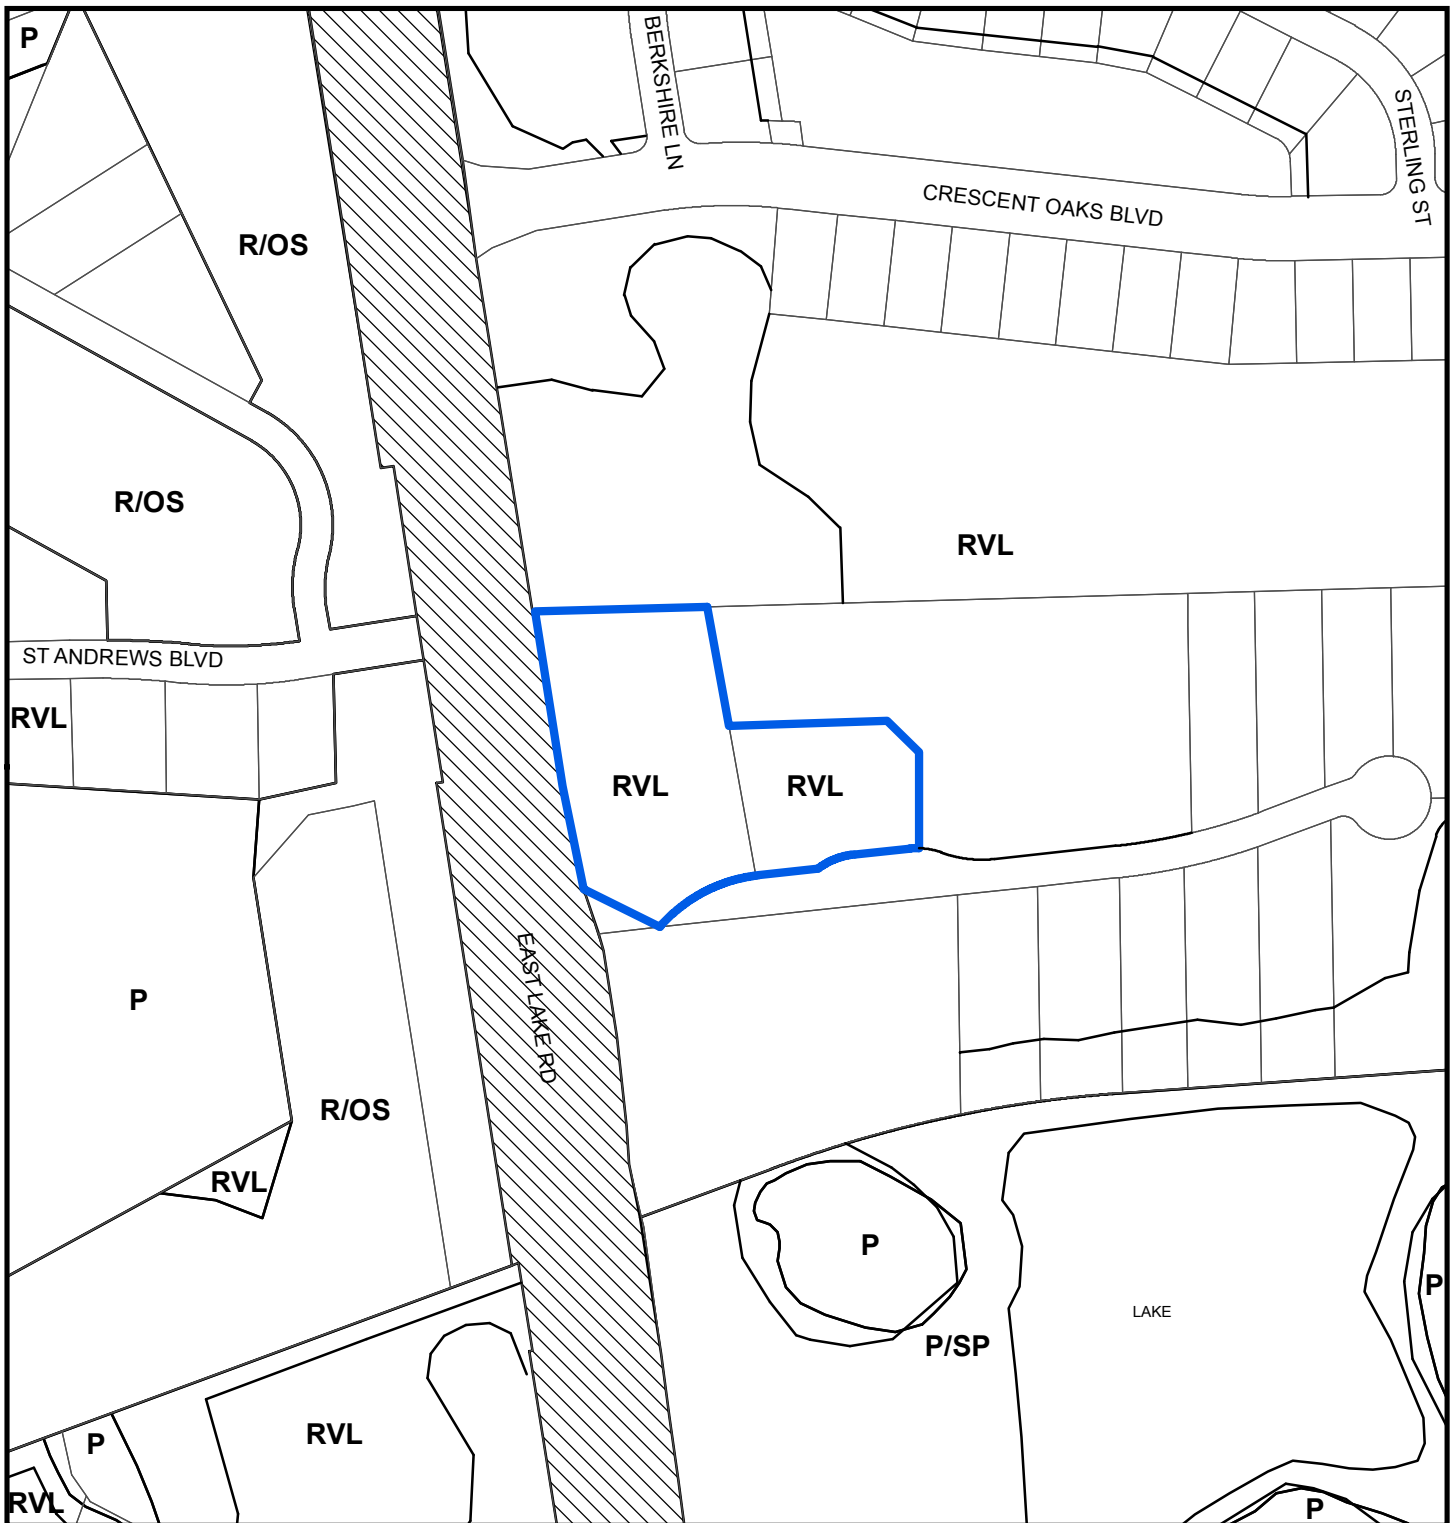 P
BERKSHIRE LN
STERLING ST
CRESCENT OAKS BLVD
R/OS
R/OS
RVL
ST ANDREWS BLVD
RVL
RVL
RVL
EAST LAKE RD
P
R/OS
RVL
P
P
LAKE
P/SP
RVL
P
RVL
P